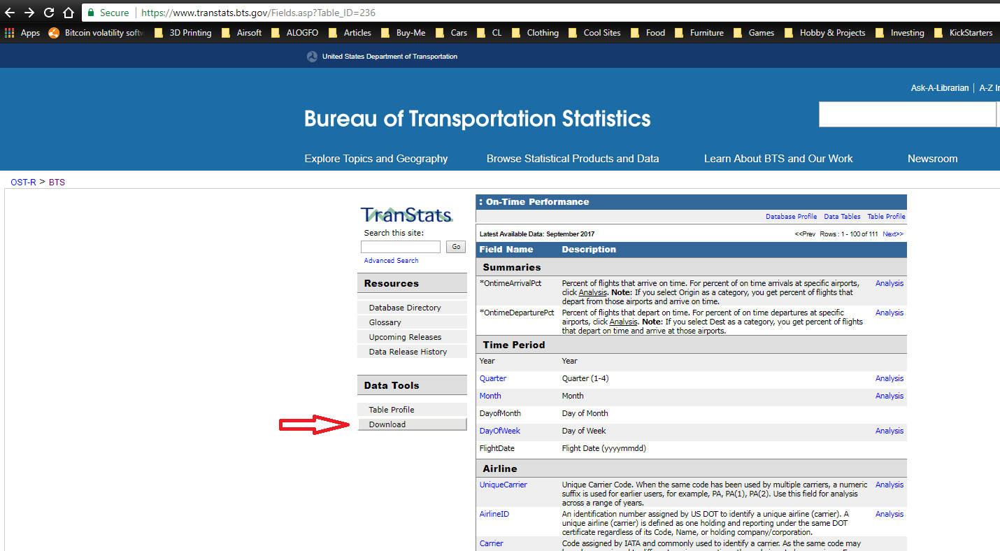 Secure https://www.transtats.bts.gov/Fields.asp?Table_ID=236
Apps Bitcoin volatility softw 3D Printing Airsoft ALOGFO Articles Buy-Me Cars CL Clothing Cool Sites Food Furniture Games Hobby & Projects Investing KickStarters
United States Department of Transportation
Ask-A-Librarian A-Z
Bureau of Transportation Statistics
Explore Topics and Geography Browse Statistical Products and Data Learn About BTS and Our Work Newsroom
OST-R > BTS
TranStats
Search this site:
Go
Advanced Search
Resources
Database Directory
Glossary
Upcoming Releases
Data Release History
Data Tools
Table Profile
Download
: On-Time Performance
Database Profile Data Tables Table Profile
Latest Available Data: September 2017 <<Prev Rows : 1 - 100 of 111 Next>>
Field Name Description
Summaries
*OntimeArrivalPct Percent of flights that arrive on time. For percent of on time arrivals at specific airports, Analysis
click Analysis. Note: If you select Origin as a category, you get percent of flights that
depart from those airports and arrive on time.
*OntimeDeparturePct Percent of flights that depart on time. For percent of on time departures at specific Analysis
airports, click Analysis. Note: If you select Dest as a category, you get percent of flights
that depart on time and arrive at those airports.
Time Period
Year Year
Quarter Quarter (1-4) Analysis
Month Month Analysis
DayofMonth Day of Month
DayOfWeek Day of Week Analysis
FlightDate Flight Date (yyyymmdd)
Airline
UniqueCarrier Unique Carrier Code. When the same code has been used by multiple carriers, a numeric Analysis
suffix is used for earlier users, for example, PA, PA(1), PA(2). Use this field for analysis
across a range of years.
AirlineID An identification number assigned by US DOT to identify a unique airline (carrier). A Analysis
unique airline (carrier) is defined as one holding and reporting under the same DOT
certificate regardless of its Code, Name, or holding company/corporation.
Carrier Code assigned by IATA and commonly used to identify a carrier. As the same code may Analysis